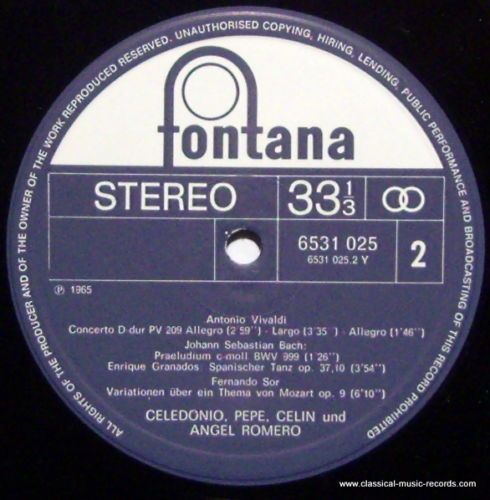 ALL RIGHTS OF THE PRODUCER AND OF THE OWNER OF THE WORK REPRODUCED RESERVED. UNAUTHORISED COPYING, HIRING, LENDING, PUBLIC PERFORMANCE AND BROADCASTING OF THIS RECORD PROHIBITED
fontana
STEREO
33 1/3
6531 025
6531 025.2 Y
2
℗ 1965
Antonio Vivaldi
Concerto D-dur PV 209 Allegro (2'59'') - Largo (3'35'') - Allegro (1'46'')
Johann Sebastian Bach:
Praeludium c-moll BWV 999 (1'26'')
Enrique Granados: Spanischer Tanz op. 37,10 (3'54'')
Fernando Sor
Variationen über ein Thema von Mozart op. 9 (6'10'')
CELEDONIO, PEPE, CELIN und
ANGEL ROMERO
www.classical-music-records.com